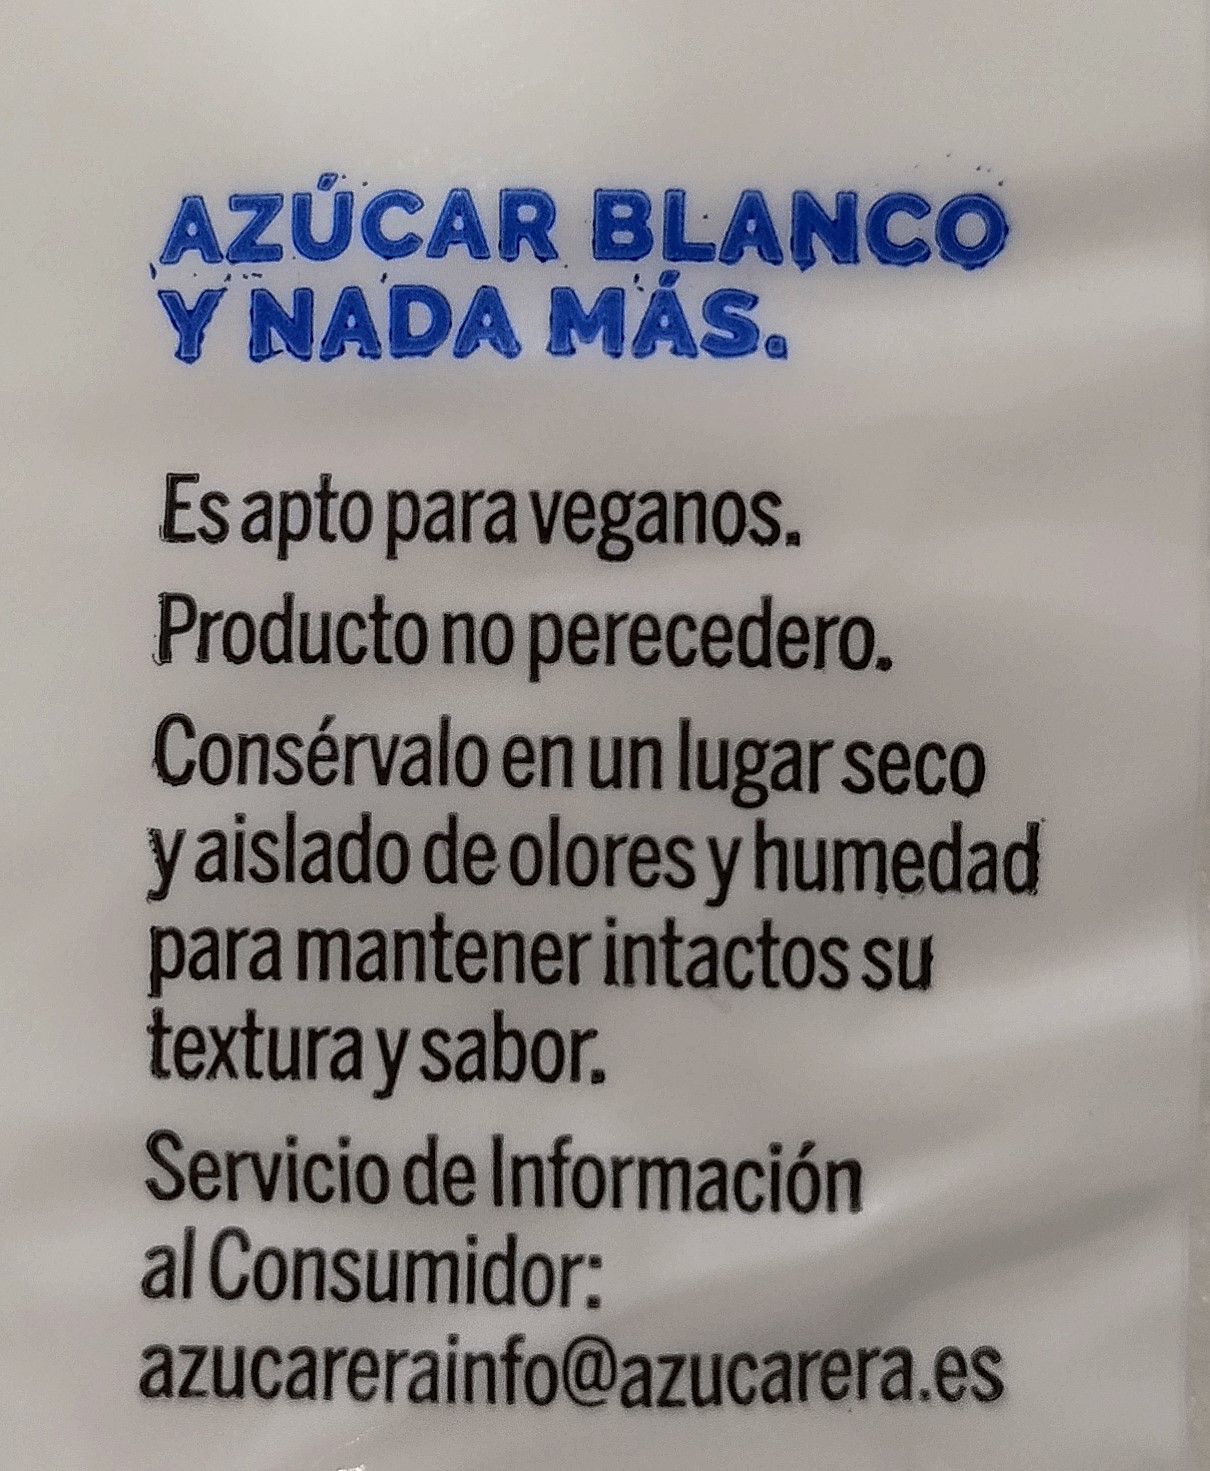 AZÚCAR BLANCO
Y NADA MÁS.
Es apto para veganos.
Producto no perecedero.
Consérvalo en un lugar seco
y aislado de olores y humedad
para mantener intactos su
textura y sabor.
Servicio de Información
al Consumidor:
azucarerainfo@azucarera.es